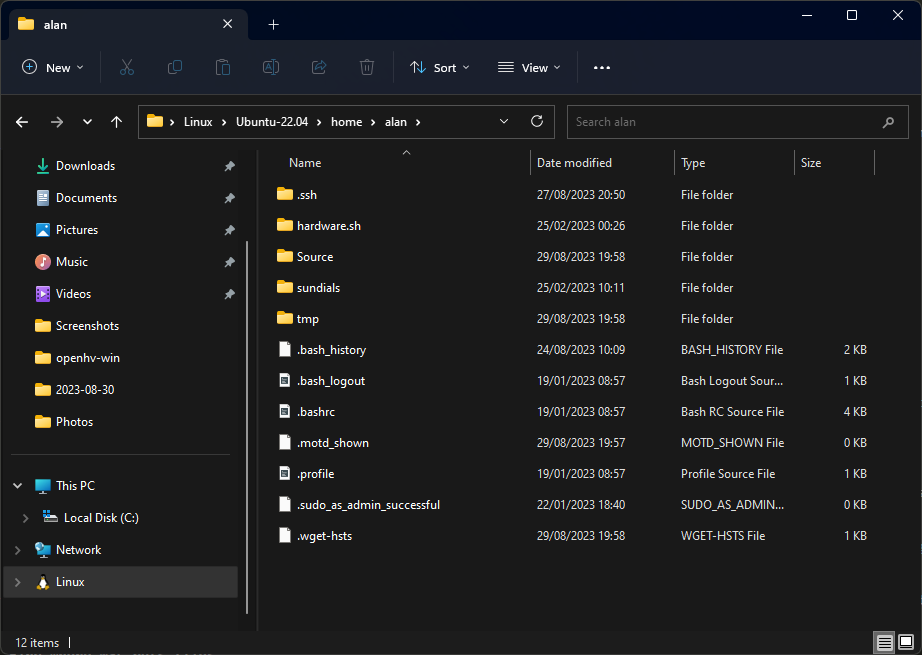 alan
New
Sort
View
Linux Ubuntu-22.04 home alan
Search alan
Downloads
Documents
Pictures
Music
Videos
Screenshots
openhv-win
2023-08-30
Photos
This PC
Local Disk (C:)
Network
Linux
Name Date modified Type Size
.ssh 27/08/2023 20:50 File folder
hardware.sh 25/02/2023 00:26 File folder
Source 29/08/2023 19:58 File folder
sundials 25/02/2023 10:11 File folder
tmp 29/08/2023 19:58 File folder
.bash_history 24/08/2023 10:09 BASH_HISTORY File 2 KB
.bash_logout 19/01/2023 08:57 Bash Logout Sour... 1 KB
.bashrc 19/01/2023 08:57 Bash RC Source File 4 KB
.motd_shown 29/08/2023 19:57 MOTD_SHOWN File 0 KB
.profile 19/01/2023 08:57 Profile Source File 1 KB
.sudo_as_admin_successful 22/01/2023 18:40 SUDO_AS_ADMIN... 0 KB
.wget-hsts 29/08/2023 19:58 WGET-HSTS File 1 KB
12 items